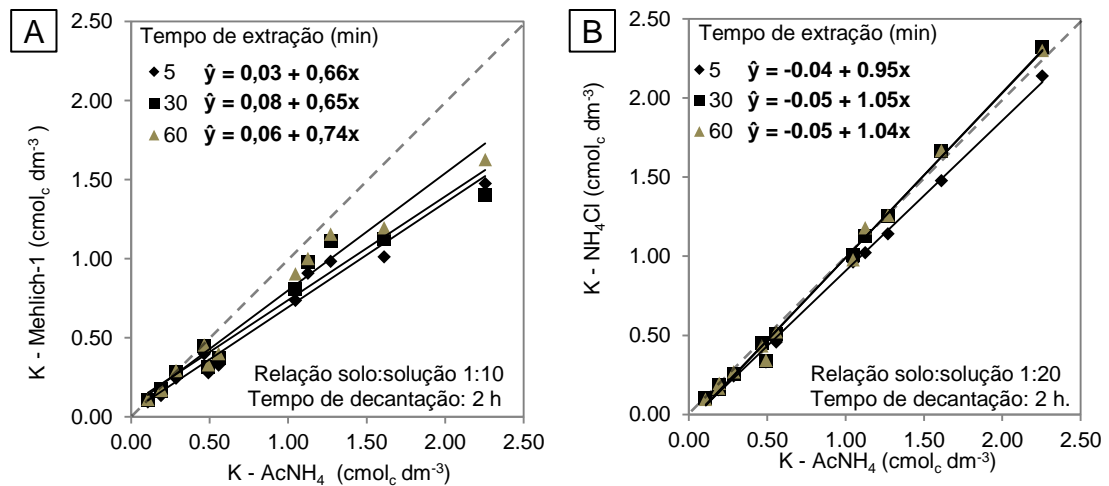 A
Tempo de extração (min)
5 ŷ = 0,03 + 0,66x
30 ŷ = 0,08 + 0,65x
60 ŷ = 0,06 + 0,74x
Relação solo:solução 1:10
Tempo de decantação: 2 h
K - Mehlich-1 (cmolc dm-3 )
2.50
2.00
1.50
1.00
0.50
0.00
0.00 0.50 1.00 1.50 2.00 2.50
K - AcNH4 (cmolc dm-3)
B
Tempo de extração (min)
5 ŷ = -0.04 + 0.95x
30 ŷ = -0.05 + 1.05x
60 ŷ = -0.05 + 1.04x
Relação solo:solução 1:20
Tempo de decantação: 2 h.
K - NH4Cl (cmolc dm-3)
2.50
2.00
1.50
1.00
0.50
0.00
0.00 0.50 1.00 1.50 2.00 2.50
K - AcNH4 (cmolc dm-3)